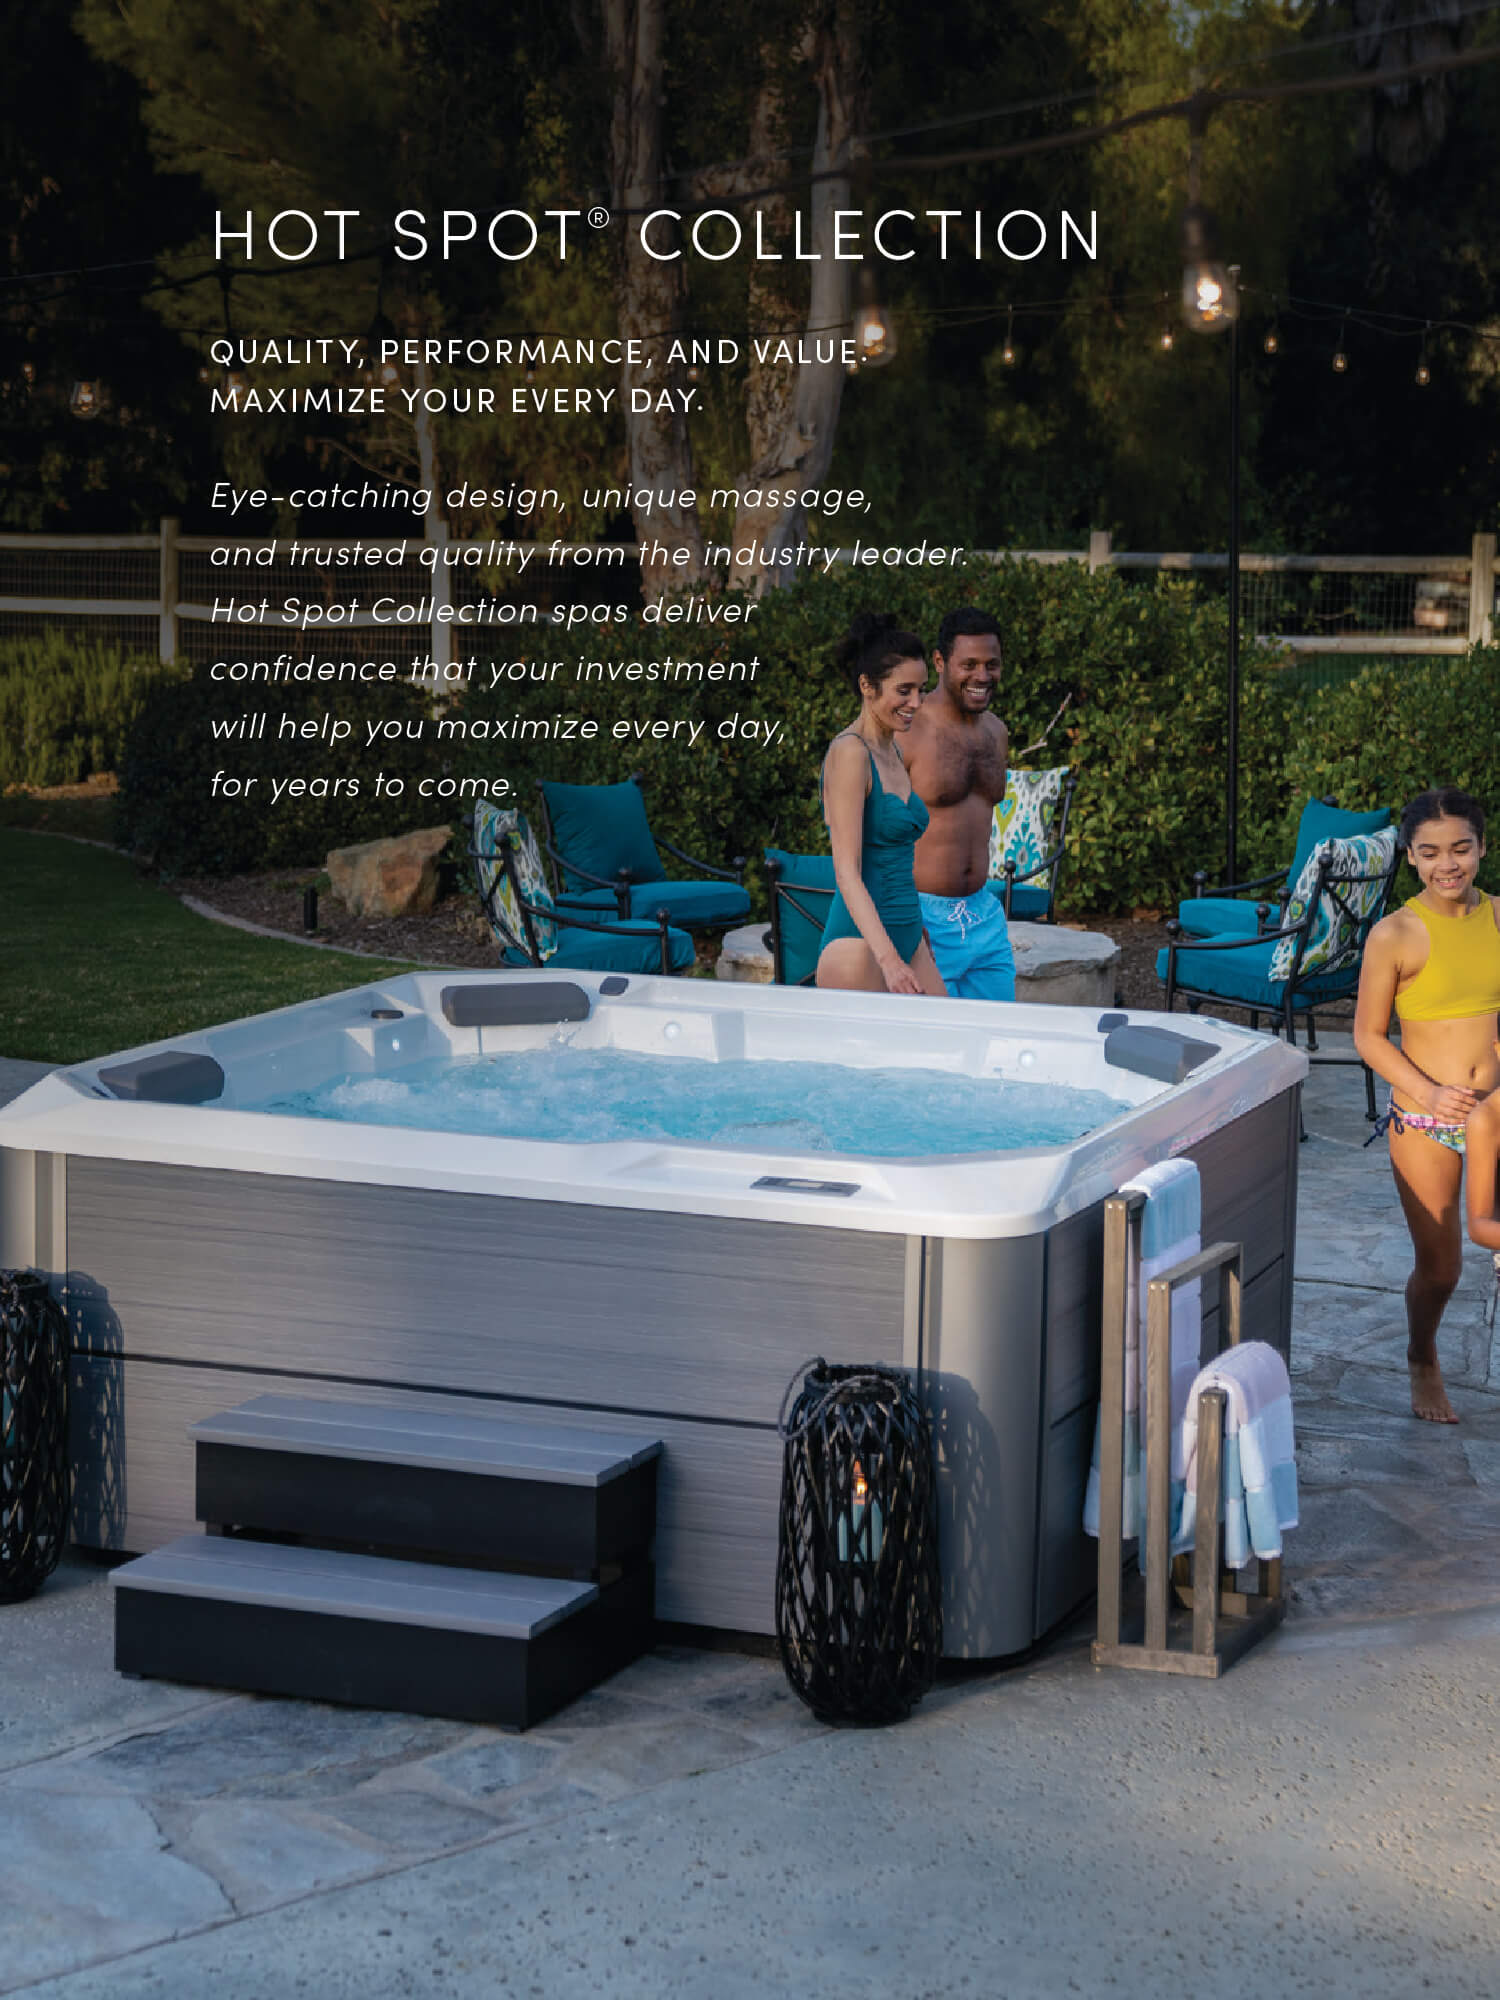 HOT SPOT® COLLECTION
QUALITY, PERFORMANCE, AND VALUE.
MAXIMIZE YOUR EVERY DAY.
Eye-catching design, unique massage,
and trusted quality from the industry leader.
Hot Spot Collection spas deliver
confidence that your investment
will help you maximize every day,
for years to come.